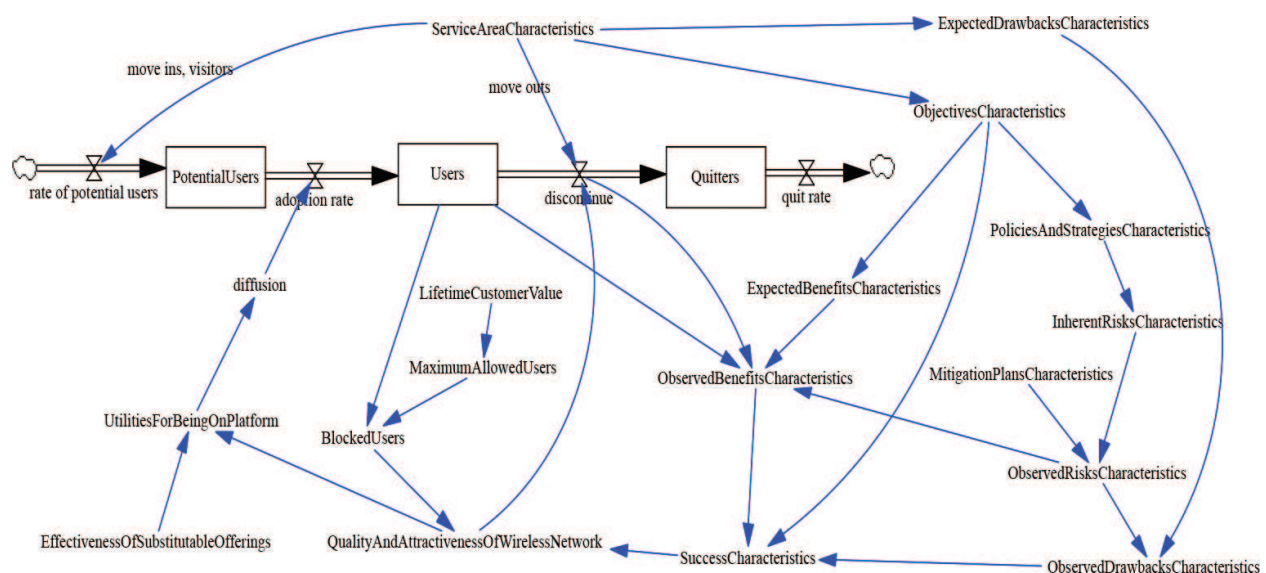 ServiceAreaCharacteristics
ExpectedDrawbacksCharacteristics
move ins, visitors
move outs
ObjectivesCharacteristics
rate of potential users
PotentialUsers
adoption rate
Users
discontinue
Quitters
quit rate
PoliciesAndStrategiesCharacteristics
diffusion
LifetimeCustomerValue
ExpectedBenefitsCharacteristics
InherentRisksCharacteristics
MaximumAllowedUsers
ObservedBenefitsCharacteristics
MitigationPlansCharacteristics
UtilitiesForBeingOnPlatform
BlockedUsers
ObservedRisksCharacteristics
EffectivenessOfSubstitutableOfferings
QualityAndAttractivenessOfWirelessNetwork
SuccessCharacteristics
ObservedDrawbacksCharacteristics